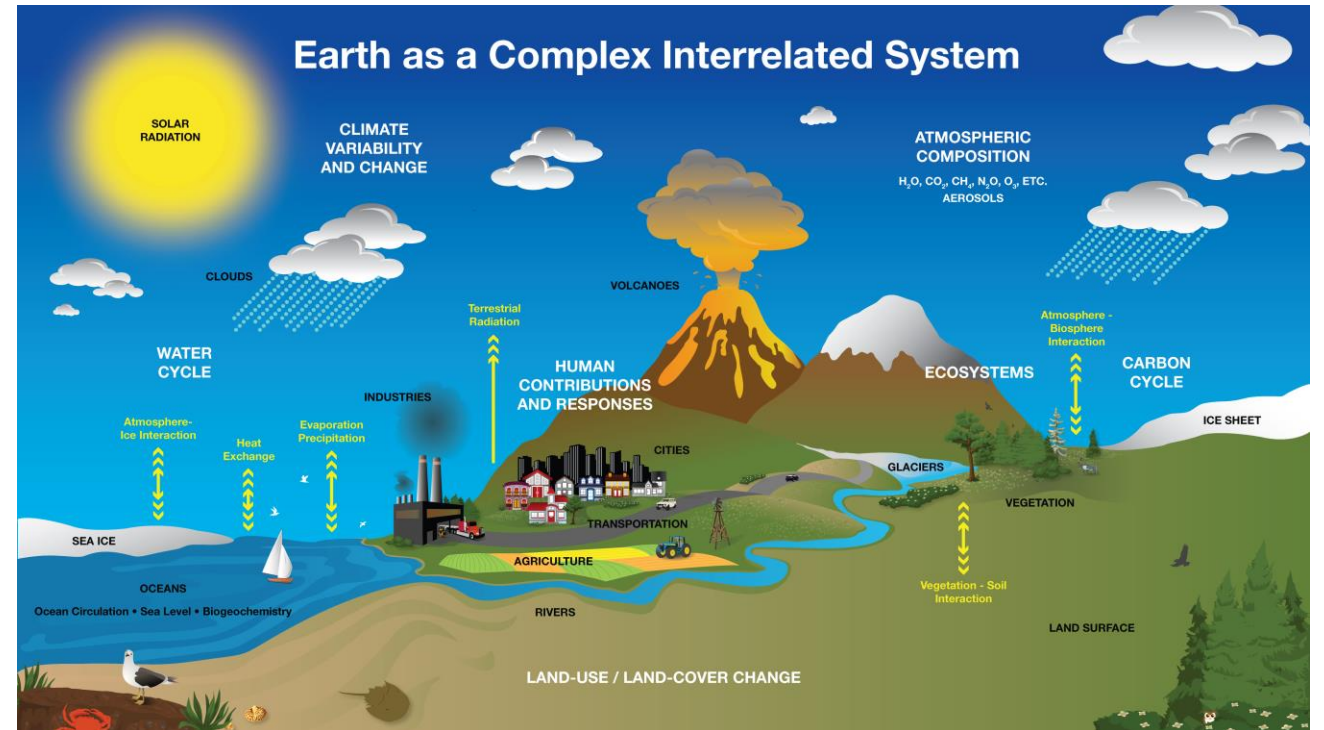 Earth as a Complex Interrelated System
SOLAR
RADIATION
CLIMATE
VARIABILITY
AND CHANGE
ATMOSPHERIC
COMPOSITION
H₂O, CO₂, CH₄, N₂O, O₃, ETC.
AEROSOLS
CLOUDS
VOLCANOES
Terrestrial
Radiation
Atmosphere -
Biosphere
Interaction
WATER
CYCLE
HUMAN
CONTRIBUTIONS
AND RESPONSES
ECOSYSTEMS
CARBON
CYCLE
INDUSTRIES
Atmosphere-
Ice Interaction
Heat
Exchange
Evaporation
Precipitation
ICE SHEET
CITIES
GLACIERS
VEGETATION
TRANSPORTATION
SEA ICE
AGRICULTURE
OCEANS
Ocean Circulation • Sea Level • Biogeochemistry
RIVERS
Vegetation - Soil
Interaction
LAND SURFACE
LAND-USE / LAND-COVER CHANGE